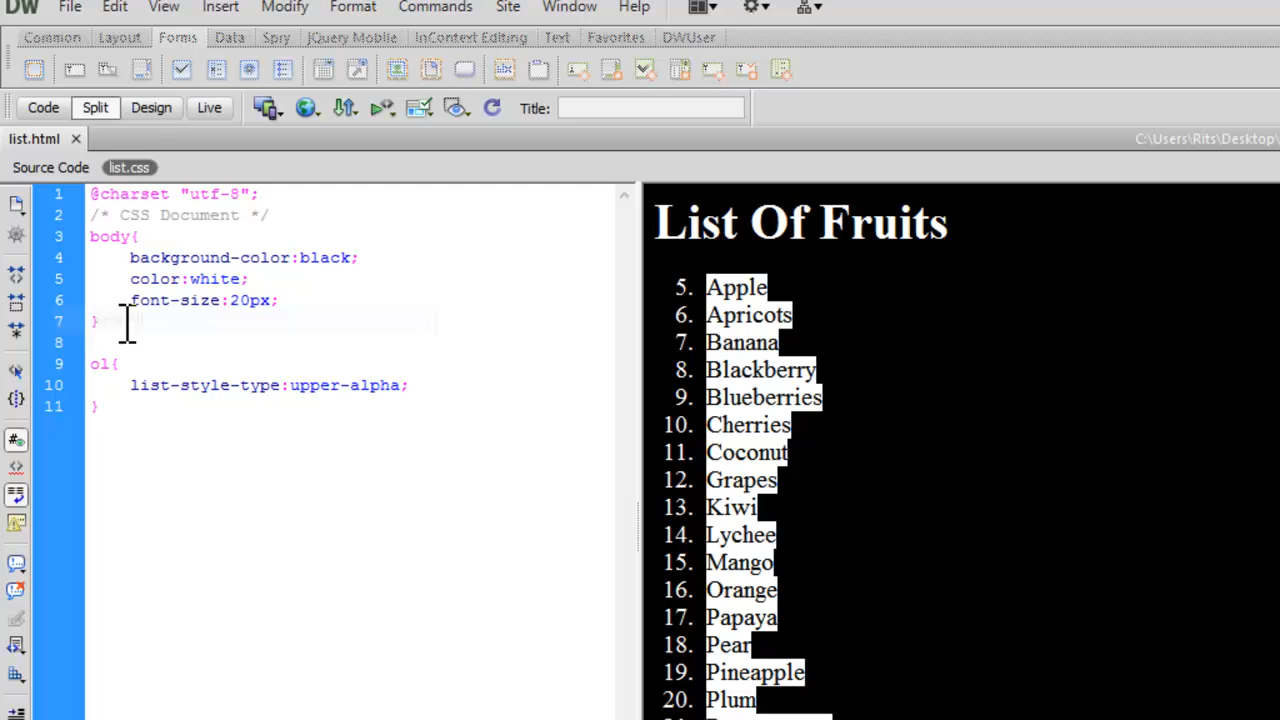 DW File Edit View Insert Modify Format Commands Site Window Help
Common Layout Forms Data Spry jQuery Mobile InContext Editing Text Favorites DWUser
Code Split Design Live Title:
list.html C:\Users\Rits\Desktop\
Source Code list.css
1 @charset "utf-8";
2 /* CSS Document */
3 body{
4 background-color:black;
5 color:white;
6 font-size:20px;
7 }
8
9 ol{
10 list-style-type:upper-alpha;
11 }
List Of Fruits
5. Apple
6. Apricots
7. Banana
8. Blackberry
9. Blueberries
10. Cherries
11. Coconut
12. Grapes
13. Kiwi
14. Lychee
15. Mango
16. Orange
17. Papaya
18. Pear
19. Pineapple
20. Plum